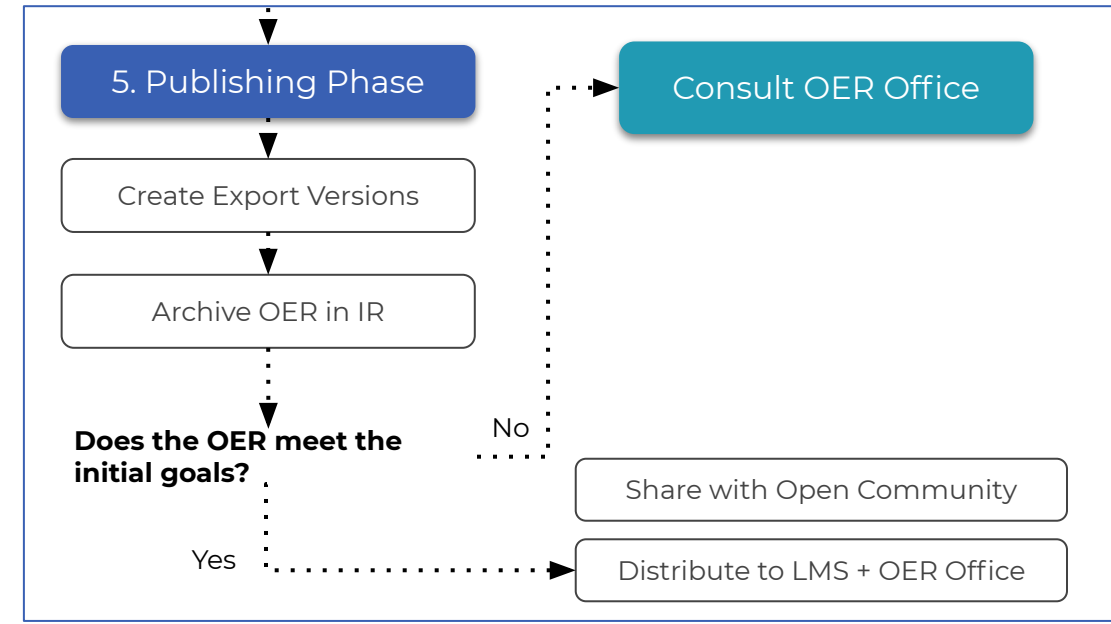 5. Publishing Phase
Consult OER Office
Create Export Versions
Archive OER in IR
Does the OER meet the
initial goals?
No
Share with Open Community
Yes
Distribute to LMS + OER Office